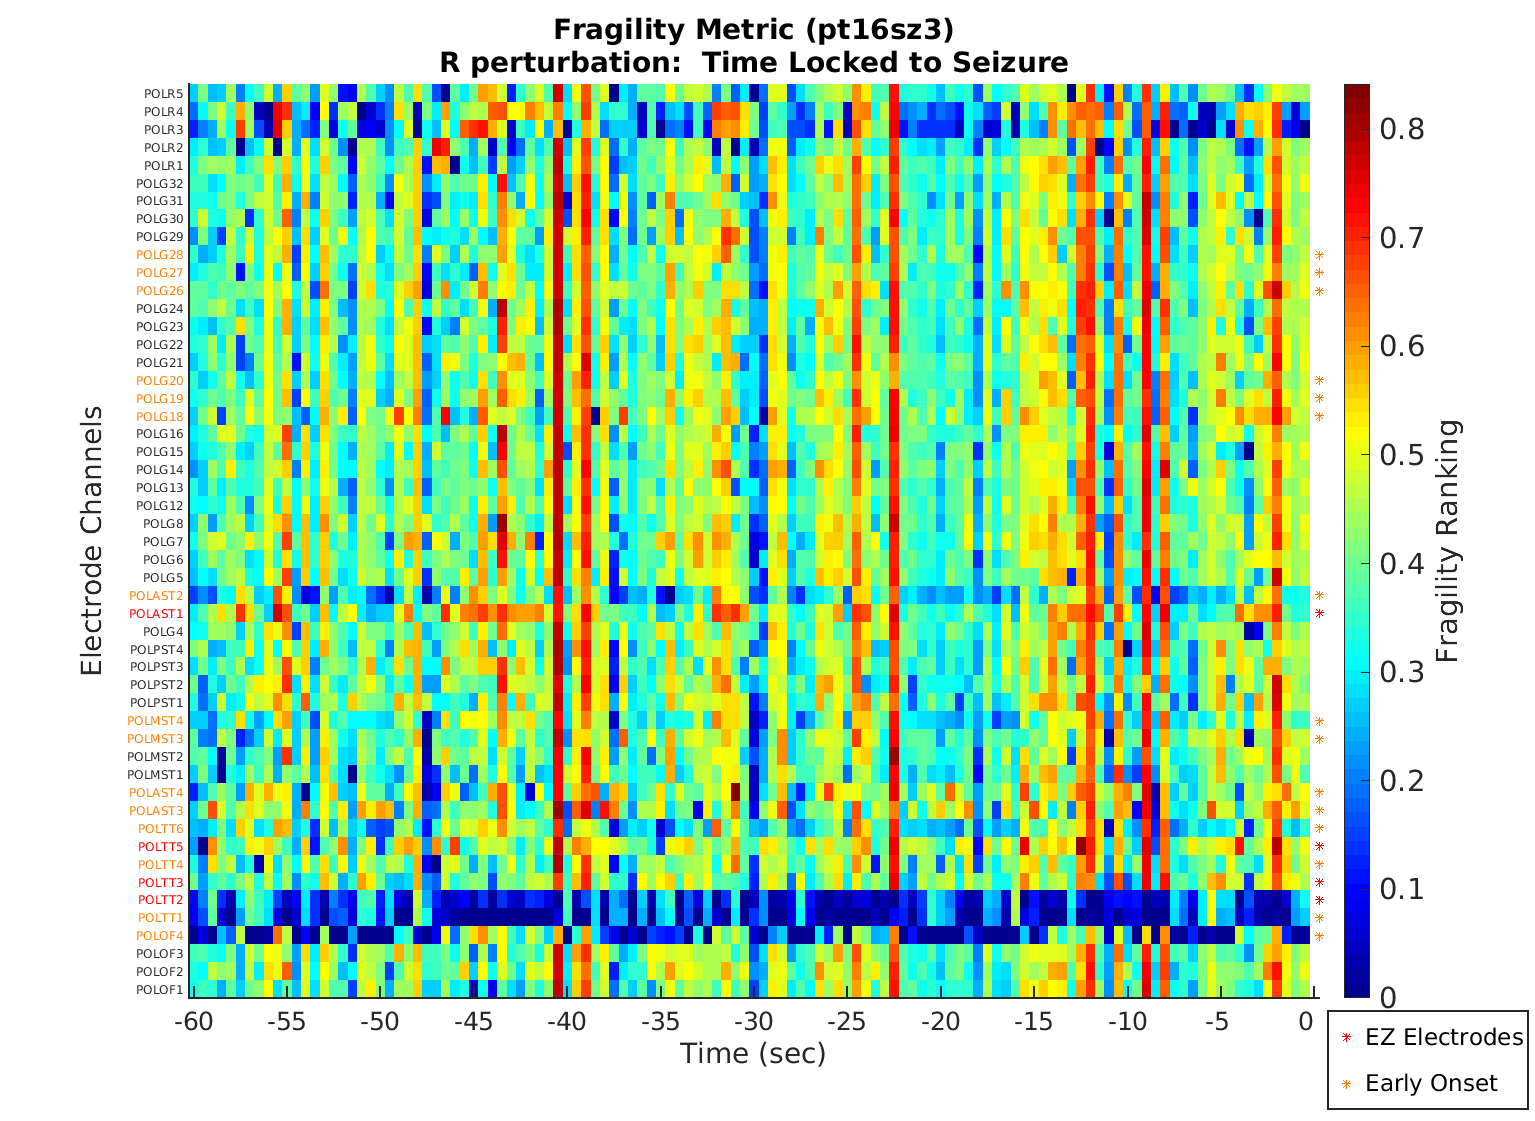 Fragility Metric (pt16sz3)
R perturbation:  Time Locked to Seizure
Electrode Channels
POLR5
POLR4
POLR3
POLR2
POLR1
POLG32
POLG31
POLG30
POLG29
POLG28
POLG27
POLG26
POLG24
POLG23
POLG22
POLG21
POLG20
POLG19
POLG18
POLG16
POLG15
POLG14
POLG13
POLG12
POLG8
POLG7
POLG6
POLG5
POLAST2
POLAST1
POLG4
POLPST4
POLPST3
POLPST2
POLPST1
POLMST4
POLMST3
POLMST2
POLMST1
POLAST4
POLAST3
POLTT6
POLTT5
POLTT4
POLTT3
POLTT2
POLTT1
POLOF4
POLOF3
POLOF2
POLOF1
-60 -55 -50 -45 -40 -35 -30 -25 -20 -15 -10 -5 0
Time (sec)
0.8
0.7
0.6
0.5
0.4
0.3
0.2
0.1
0
Fragility Ranking
EZ Electrodes
Early Onset